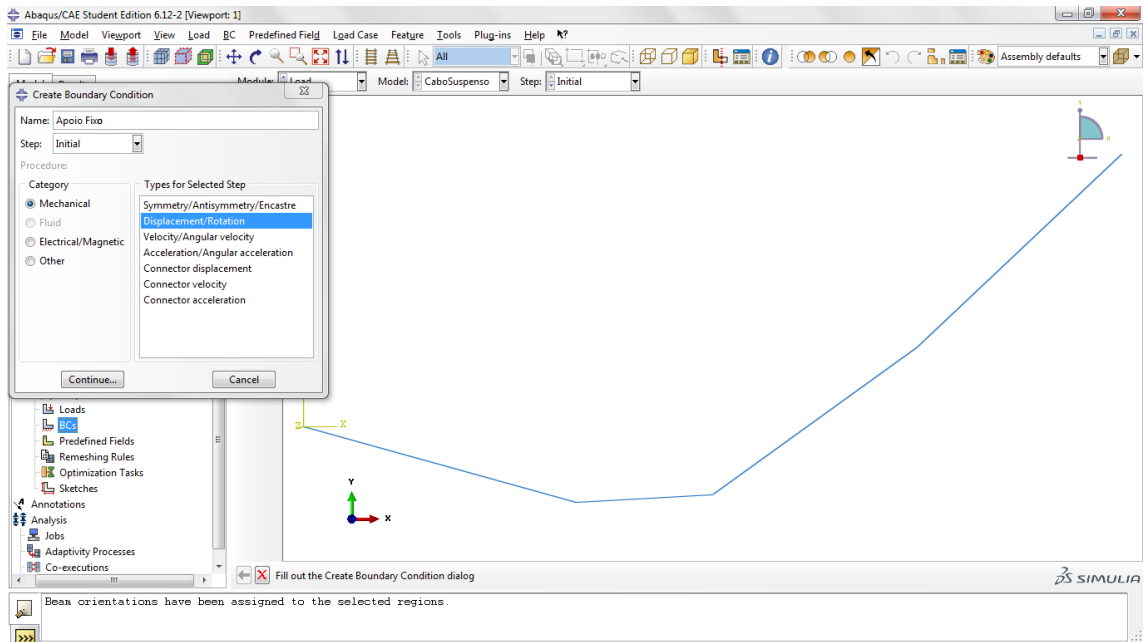 Abaqus/CAE Student Edition 6.12-2 [Viewport: 1]
File Model Viewport View Load BC Predefined Field Load Case Feature Tools Plug-ins Help
All
Assembly defaults
Module: Load Model: CaboSuspenso Step: Initial
Create Boundary Condition
Name: Apoio Fixo
Step: Initial
Procedure:
Category
Mechanical
Fluid
Electrical/Magnetic
Other
Types for Selected Step
Symmetry/Antisymmetry/Encastre
Displacement/Rotation
Velocity/Angular velocity
Acceleration/Angular acceleration
Connector displacement
Connector velocity
Connector acceleration
Continue...
Cancel
Loads
BCs
Predefined Fields
Remeshing Rules
Optimization Tasks
Sketches
Annotations
Analysis
Jobs
Adaptivity Processes
Co-executions
Y
X
Z
X
Y
X
Fill out the Create Boundary Condition dialog
SIMULIA
Beam orientations have been assigned to the selected regions.
>>>